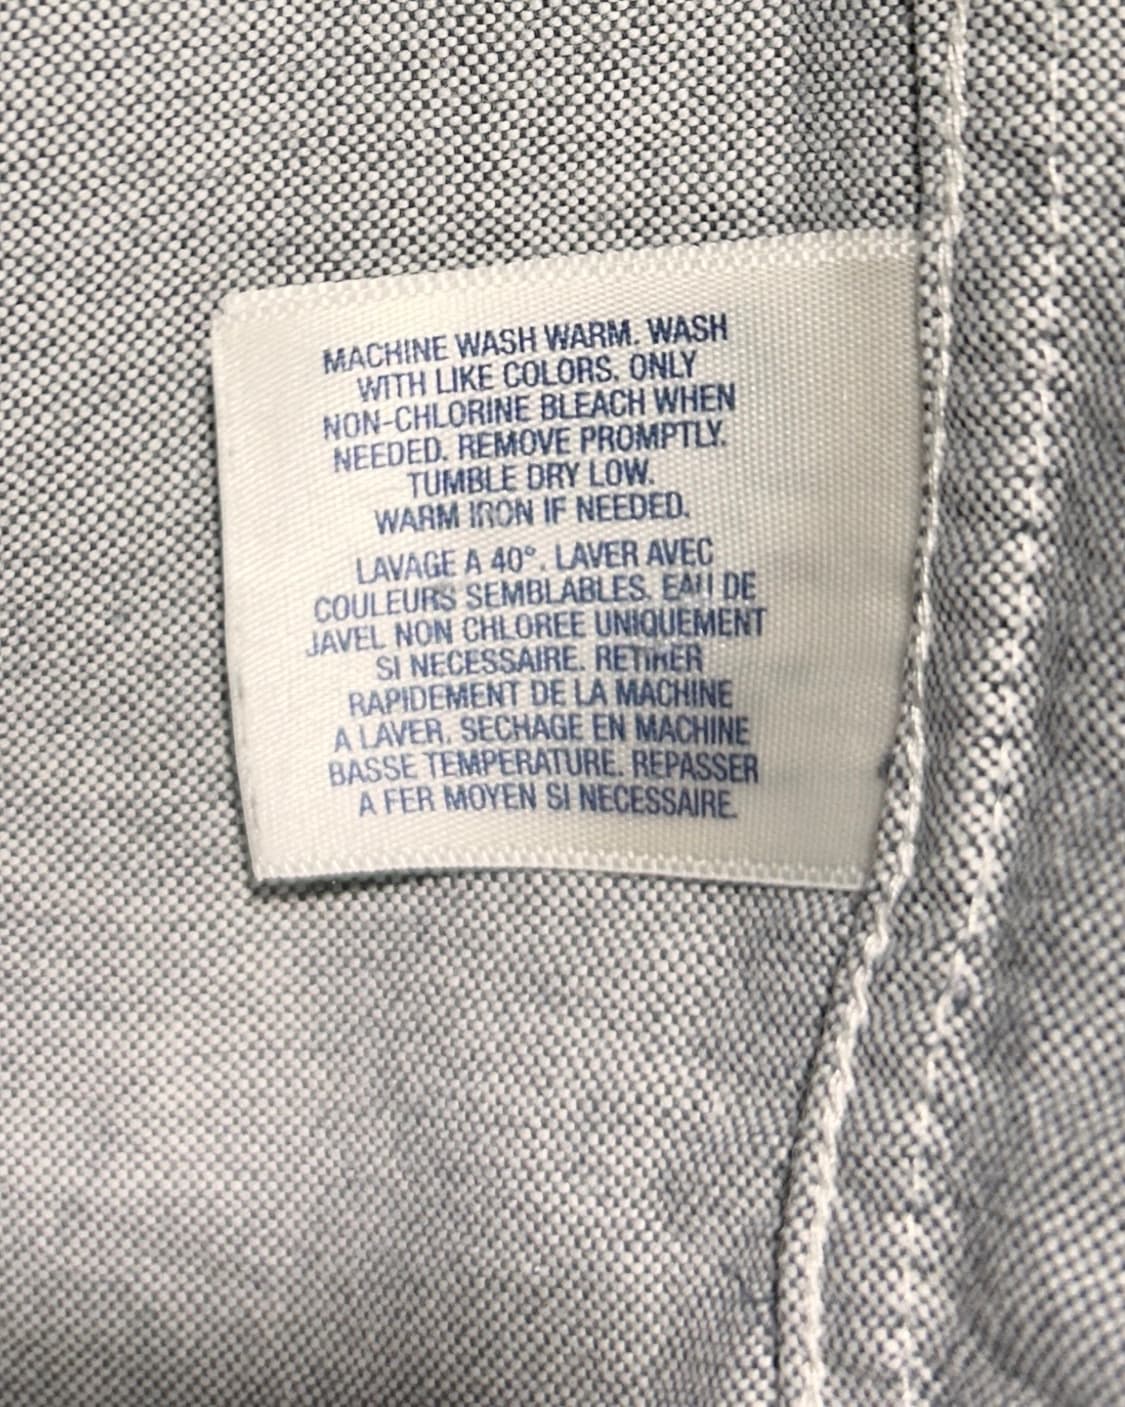 MACHINE WASH WARM. WASH
WITH LIKE COLORS. ONLY
NON-CHLORINE BLEACH WHEN
NEEDED. REMOVE PROMPTLY.
TUMBLE DRY LOW.
WARM IRON IF NEEDED.
LAVAGE A 40°. LAVER AVEC
COULEURS SEMBLABLES. EAU DE
JAVEL NON CHLOREE UNIQUEMENT
SI NECESSAIRE. RETIRER
RAPIDEMENT DE LA MACHINE
A LAVER. SECHAGE EN MACHINE
BASSE TEMPERATURE. REPASSER
A FER MOYEN SI NECESSAIRE.